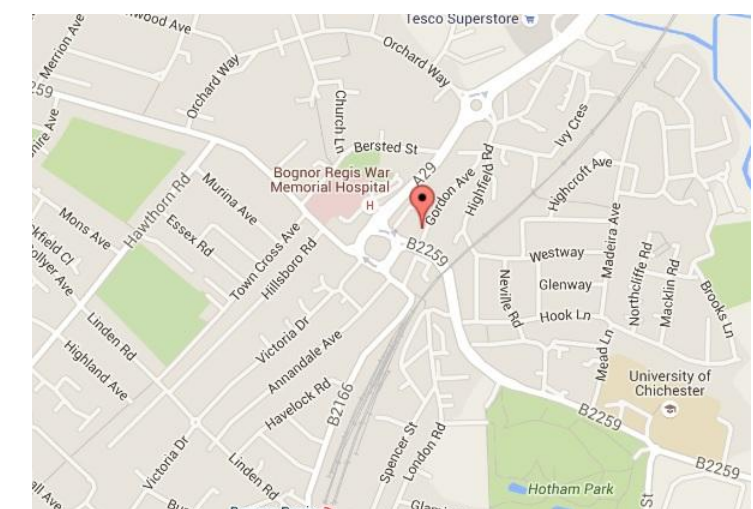 Tesco Superstore
Orchard Way
Merrion Ave
Orchard Way
Church Ln
Ivy Cres
Bersted St
Bognor Regis War
Memorial Hospital
H
A29
Gordon Ave
Highfield Rd
Highcroft Ave
Hawthorn Rd
Murina Ave
Essex Rd
Mons Ave
Town Cross Ave
Hillsboro Rd
B2259
Westway
Glenway
Hook Ln
Neville Rd
Madeira Ave
Northcliffe Rd
Macklin Rd
Brooks Ln
Linden Rd
Highland Ave
Victoria Dr
Annandale Ave
Havelock Rd
B2166
Mead Ln
University of
Chichester
B2259
B2259
Spencer St
London Rd
Victoria Dr
Linden Rd
Hotham Park